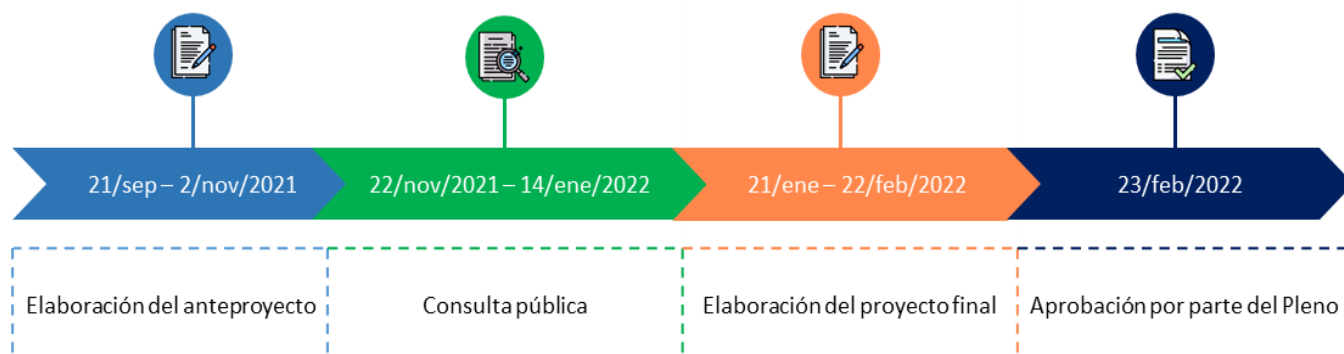 21/sep – 2/nov/2021
22/nov/2021 – 14/ene/2022
21/ene – 22/feb/2022
23/feb/2022
Elaboración del anteproyecto
Consulta pública
Elaboración del proyecto final
Aprobación por parte del Pleno